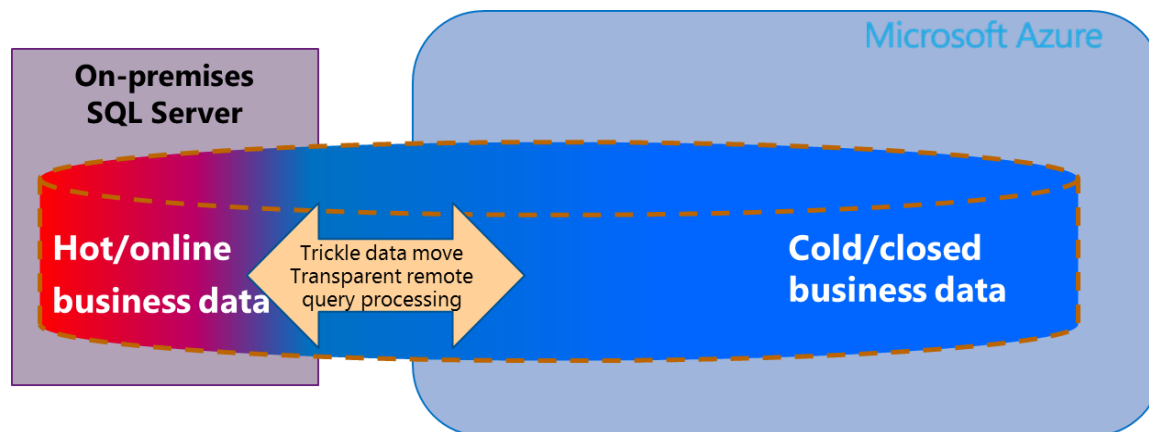 Microsoft Azure
On-premises
SQL Server
Hot/online
business data
Trickle data move
Transparent remote
query processing
Cold/closed
business data